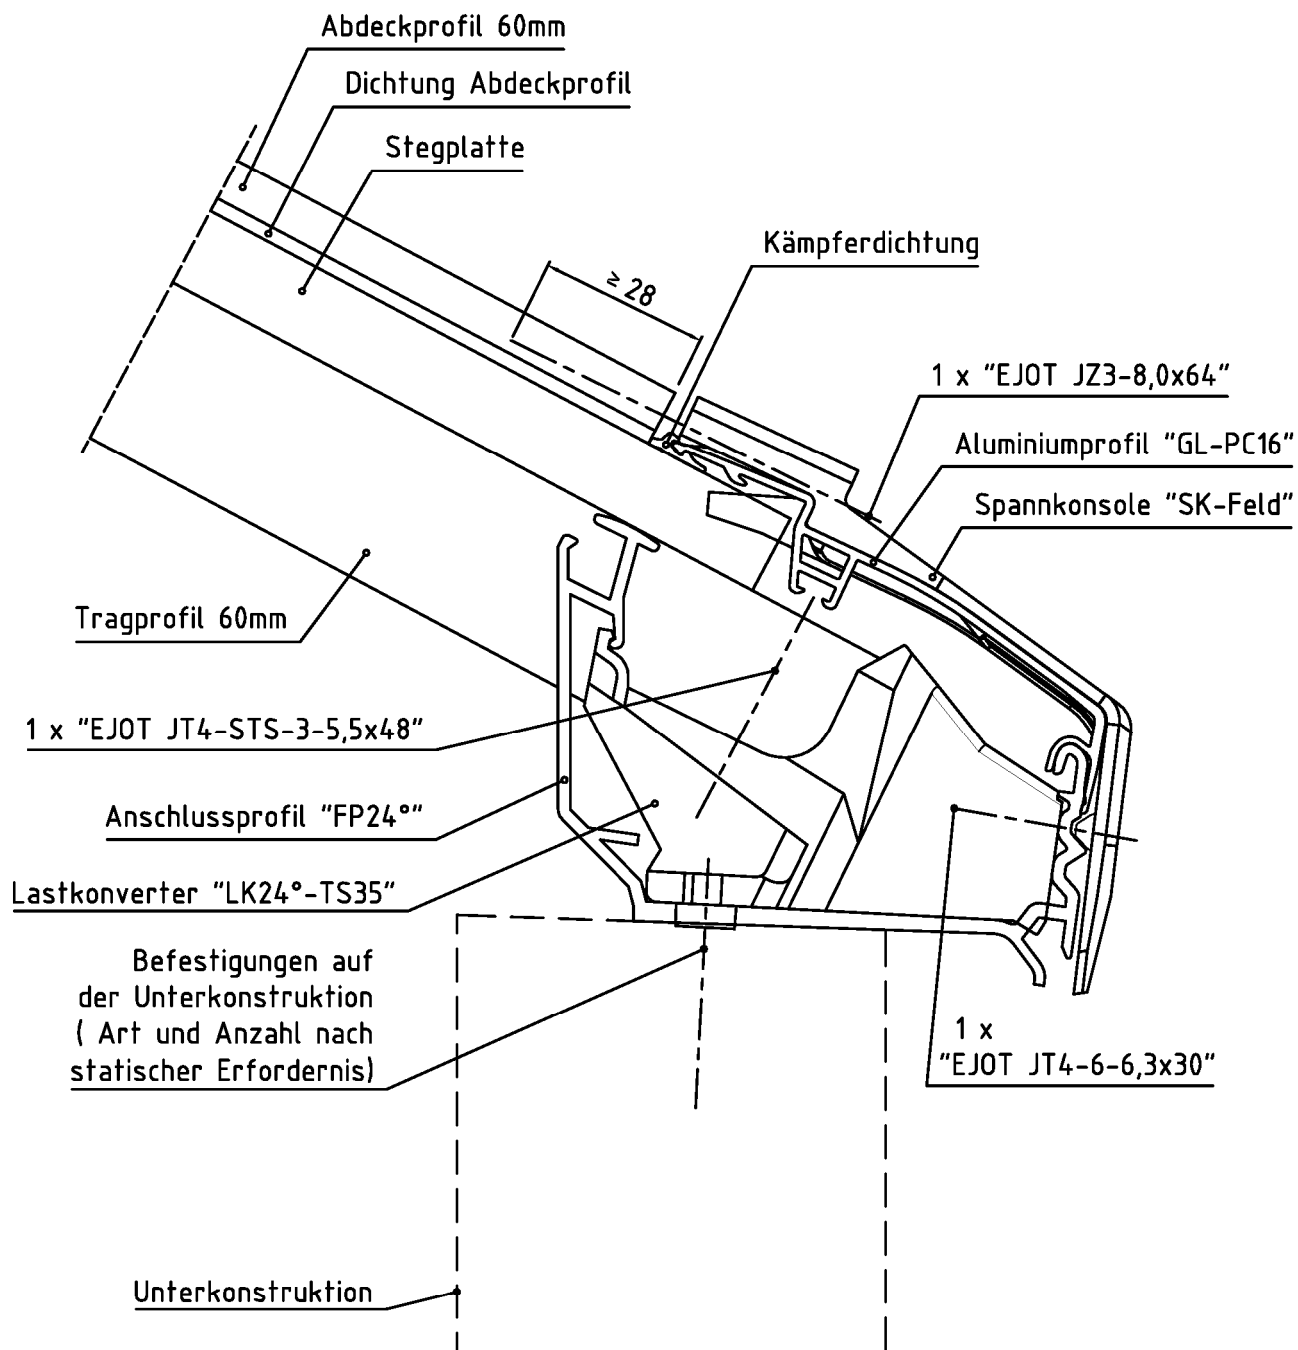 Abdeckprofil 60mm
Dichtung Abdeckprofil
Stegplatte
Kämpferdichtung
≥ 28
1 x "EJOT JZ3-8,0x64"
Aluminiumprofil "GL-PC16"
Spannkonsole "SK-Feld"
Tragprofil 60mm
1 x "EJOT JT4-STS-3-5,5x48"
Anschlussprofil "FP24°"
Lastkonverter "LK24°-TS35"
Befestigungen auf
der Unterkonstruktion
( Art und Anzahl nach
statischer Erfordernis)
1 x
"EJOT JT4-6-6,3x30"
Unterkonstruktion